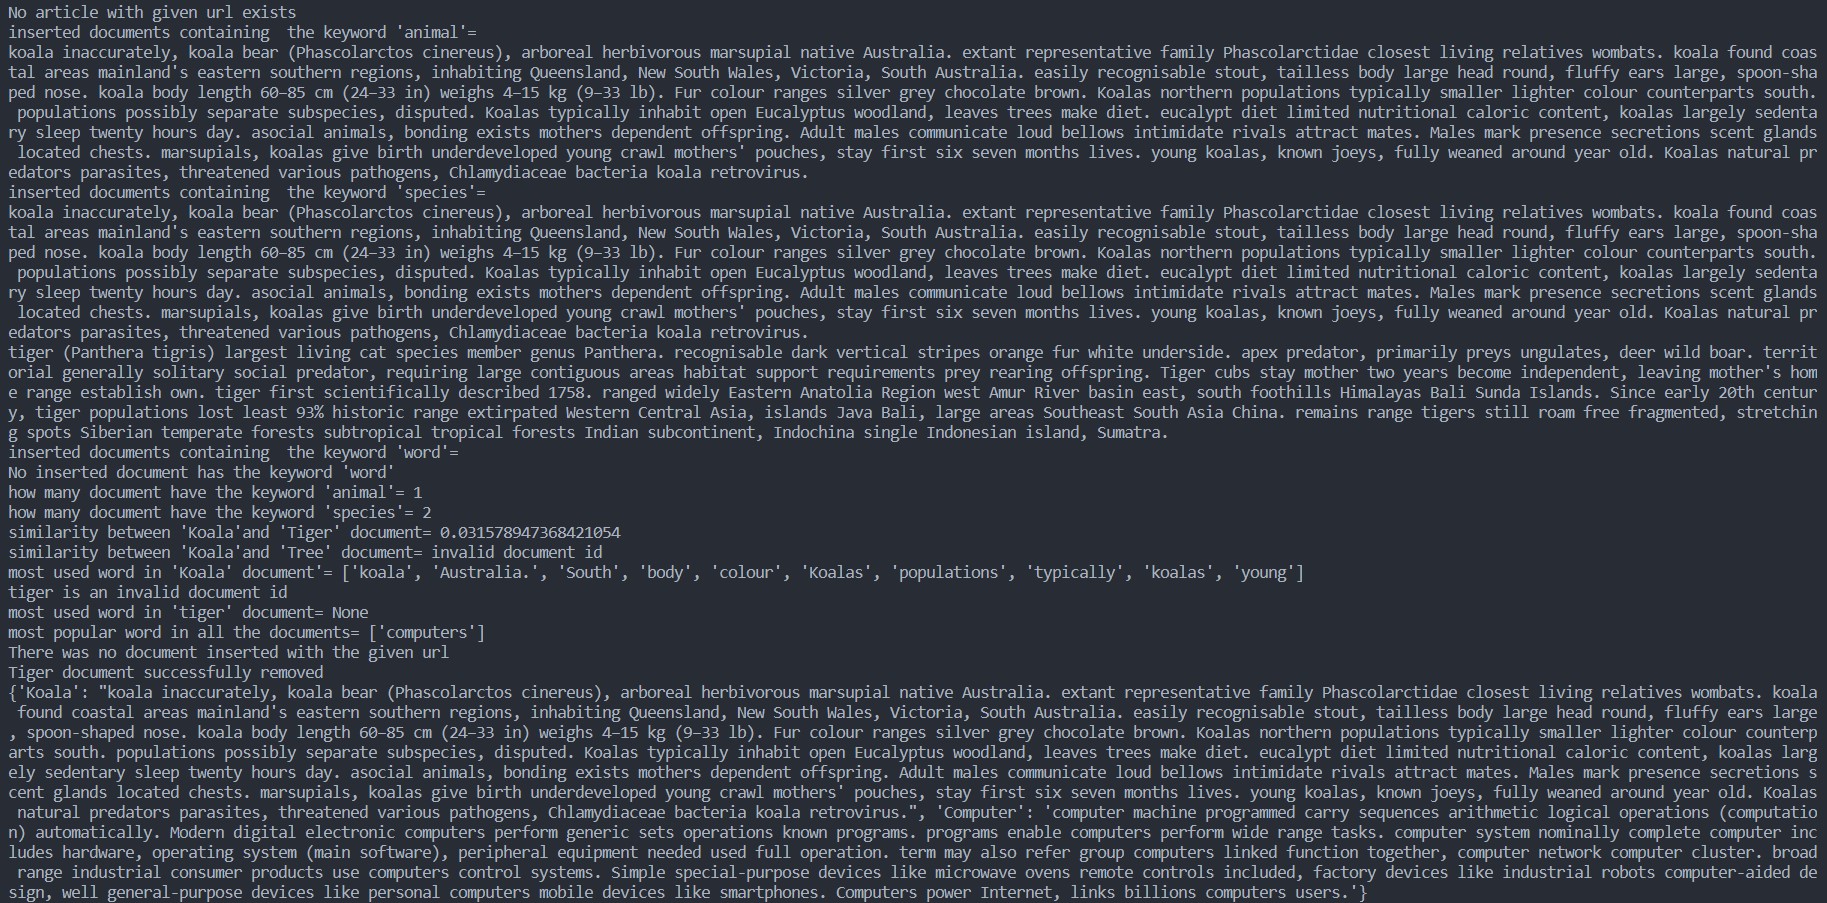 No article with given url exists
inserted documents containing  the keyword 'animal'=
koala inaccurately, koala bear (Phascolarctos cinereus), arboreal herbivorous marsupial native Australia. extant representative family Phascolarctidae closest living relatives wombats. koala found coas
tal areas mainland's eastern southern regions, inhabiting Queensland, New South Wales, Victoria, South Australia. easily recognisable stout, tailless body large head round, fluffy ears large, spoon-sha
ped nose. koala body length 60–85 cm (24–33 in) weighs 4–15 kg (9–33 lb). Fur colour ranges silver grey chocolate brown. Koalas northern populations typically smaller lighter colour counterparts south.
 populations possibly separate subspecies, disputed. Koalas typically inhabit open Eucalyptus woodland, leaves trees make diet. eucalypt diet limited nutritional caloric content, koalas largely sedenta
ry sleep twenty hours day. asocial animals, bonding exists mothers dependent offspring. Adult males communicate loud bellows intimidate rivals attract mates. Males mark presence secretions scent glands
 located chests. marsupials, koalas give birth underdeveloped young crawl mothers' pouches, stay first six seven months lives. young koalas, known joeys, fully weaned around year old. Koalas natural pr
edators parasites, threatened various pathogens, Chlamydiaceae bacteria koala retrovirus.
inserted documents containing  the keyword 'species'=
koala inaccurately, koala bear (Phascolarctos cinereus), arboreal herbivorous marsupial native Australia. extant representative family Phascolarctidae closest living relatives wombats. koala found coas
tal areas mainland's eastern southern regions, inhabiting Queensland, New South Wales, Victoria, South Australia. easily recognisable stout, tailless body large head round, fluffy ears large, spoon-sha
ped nose. koala body length 60–85 cm (24–33 in) weighs 4–15 kg (9–33 lb). Fur colour ranges silver grey chocolate brown. Koalas northern populations typically smaller lighter colour counterparts south.
 populations possibly separate subspecies, disputed. Koalas typically inhabit open Eucalyptus woodland, leaves trees make diet. eucalypt diet limited nutritional caloric content, koalas largely sedenta
ry sleep twenty hours day. asocial animals, bonding exists mothers dependent offspring. Adult males communicate loud bellows intimidate rivals attract mates. Males mark presence secretions scent glands
 located chests. marsupials, koalas give birth underdeveloped young crawl mothers' pouches, stay first six seven months lives. young koalas, known joeys, fully weaned around year old. Koalas natural pr
edators parasites, threatened various pathogens, Chlamydiaceae bacteria koala retrovirus.
tiger (Panthera tigris) largest living cat species member genus Panthera. recognisable dark vertical stripes orange fur white underside. apex predator, primarily preys ungulates, deer wild boar. territ
orial generally solitary social predator, requiring large contiguous areas habitat support requirements prey rearing offspring. Tiger cubs stay mother two years become independent, leaving mother's hom
e range establish own. tiger first scientifically described 1758. ranged widely Eastern Anatolia Region west Amur River basin east, south foothills Himalayas Bali Sunda Islands. Since early 20th centur
y, tiger populations lost least 93% historic range extirpated Western Central Asia, islands Java Bali, large areas Southeast South Asia China. remains range tigers still roam free fragmented, stretchin
g spots Siberian temperate forests subtropical tropical forests Indian subcontinent, Indochina single Indonesian island, Sumatra.
inserted documents containing  the keyword 'word'=
No inserted document has the keyword 'word'
how many document have the keyword 'animal'= 1
how many document have the keyword 'species'= 2
similarity between 'Koala'and 'Tiger' document= 0.031578947368421054
similarity between 'Koala'and 'Tree' document= invalid document id
most used word in 'Koala' document'= ['koala', 'Australia.', 'South', 'body', 'colour', 'Koalas', 'populations', 'typically', 'koalas', 'young']
tiger is an invalid document id
most used word in 'tiger' document= None
most popular word in all the documents= ['computers']
There was no document inserted with the given url
Tiger document successfully removed
{'Koala': "koala inaccurately, koala bear (Phascolarctos cinereus), arboreal herbivorous marsupial native Australia. extant representative family Phascolarctidae closest living relatives wombats. koala
 found coastal areas mainland's eastern southern regions, inhabiting Queensland, New South Wales, Victoria, South Australia. easily recognisable stout, tailless body large head round, fluffy ears large
, spoon-shaped nose. koala body length 60–85 cm (24–33 in) weighs 4–15 kg (9–33 lb). Fur colour ranges silver grey chocolate brown. Koalas northern populations typically smaller lighter colour counterp
arts south. populations possibly separate subspecies, disputed. Koalas typically inhabit open Eucalyptus woodland, leaves trees make diet. eucalypt diet limited nutritional caloric content, koalas larg
ely sedentary sleep twenty hours day. asocial animals, bonding exists mothers dependent offspring. Adult males communicate loud bellows intimidate rivals attract mates. Males mark presence secretions s
cent glands located chests. marsupials, koalas give birth underdeveloped young crawl mothers' pouches, stay first six seven months lives. young koalas, known joeys, fully weaned around year old. Koalas
 natural predators parasites, threatened various pathogens, Chlamydiaceae bacteria koala retrovirus.", 'Computer': 'computer machine programmed carry sequences arithmetic logical operations (computatio
n) automatically. Modern digital electronic computers perform generic sets operations known programs. programs enable computers perform wide range tasks. computer system nominally complete computer inc
ludes hardware, operating system (main software), peripheral equipment needed used full operation. term may also refer group computers linked function together, computer network computer cluster. broad
 range industrial consumer products use computers control systems. Simple special-purpose devices like microwave ovens remote controls included, factory devices like industrial robots computer-aided de
sign, well general-purpose devices like personal computers mobile devices like smartphones. Computers power Internet, links billions computers users.'}